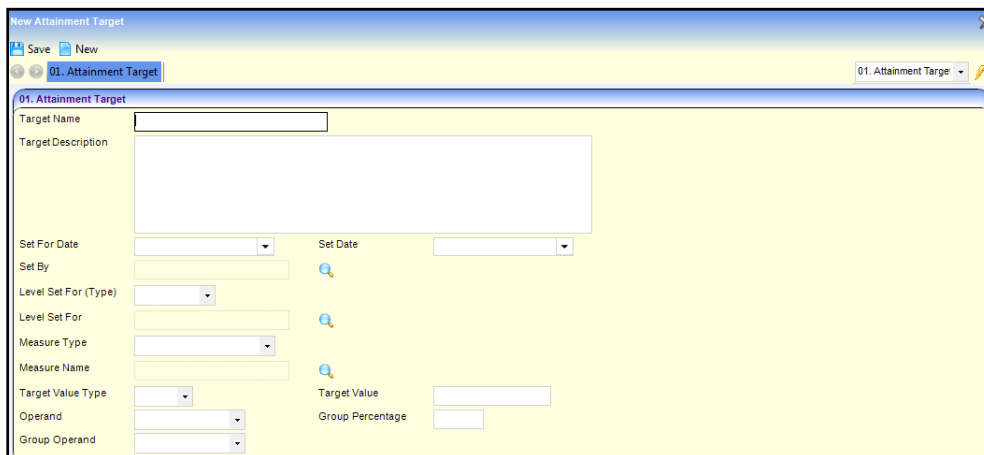 New Attainment Target
Save New
01. Attainment Target 01. Attainment Targe
01. Attainment Target
Target Name
Target Description
Set For Date Set Date
Set By
Level Set For (Type)
Level Set For
Measure Type
Measure Name
Target Value Type Target Value
Operand Group Percentage
Group Operand